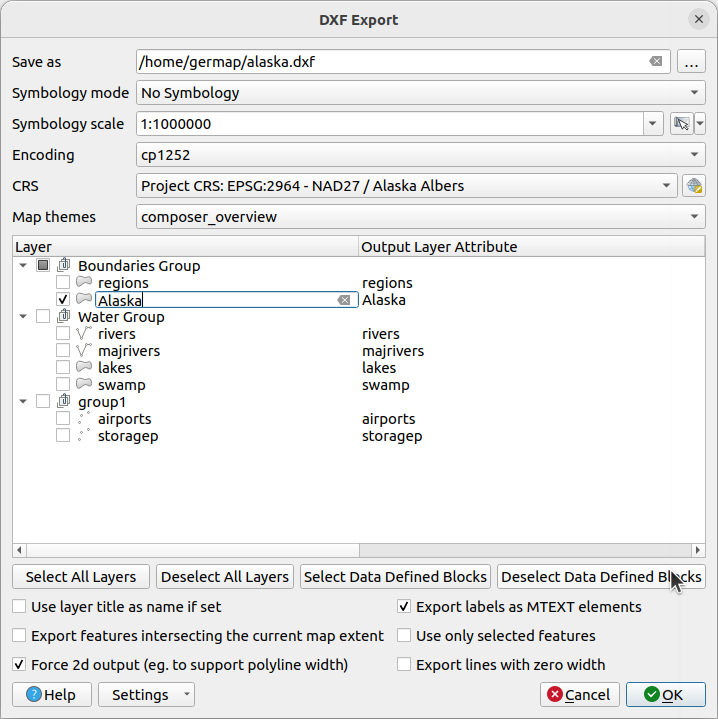 DXF Export
Save as /home/germap/alaska.dxf ...
Symbology mode No Symbology
Symbology scale 1:1000000
Encoding cp1252
CRS Project CRS: EPSG:2964 - NAD27 / Alaska Albers
Map themes composer_overview
Layer Output Layer Attribute
Boundaries Group
regions regions
Alaska Alaska
Water Group
rivers rivers
majrivers majrivers
lakes lakes
swamp swamp
group1
airports airports
storagep storagep
Select All Layers Deselect All Layers Select Data Defined Blocks Deselect Data Defined Blocks
Use layer title as name if set Export labels as MTEXT elements
Export features intersecting the current map extent Use only selected features
Force 2d output (eg. to support polyline width) Export lines with zero width
Help Settings Cancel OK